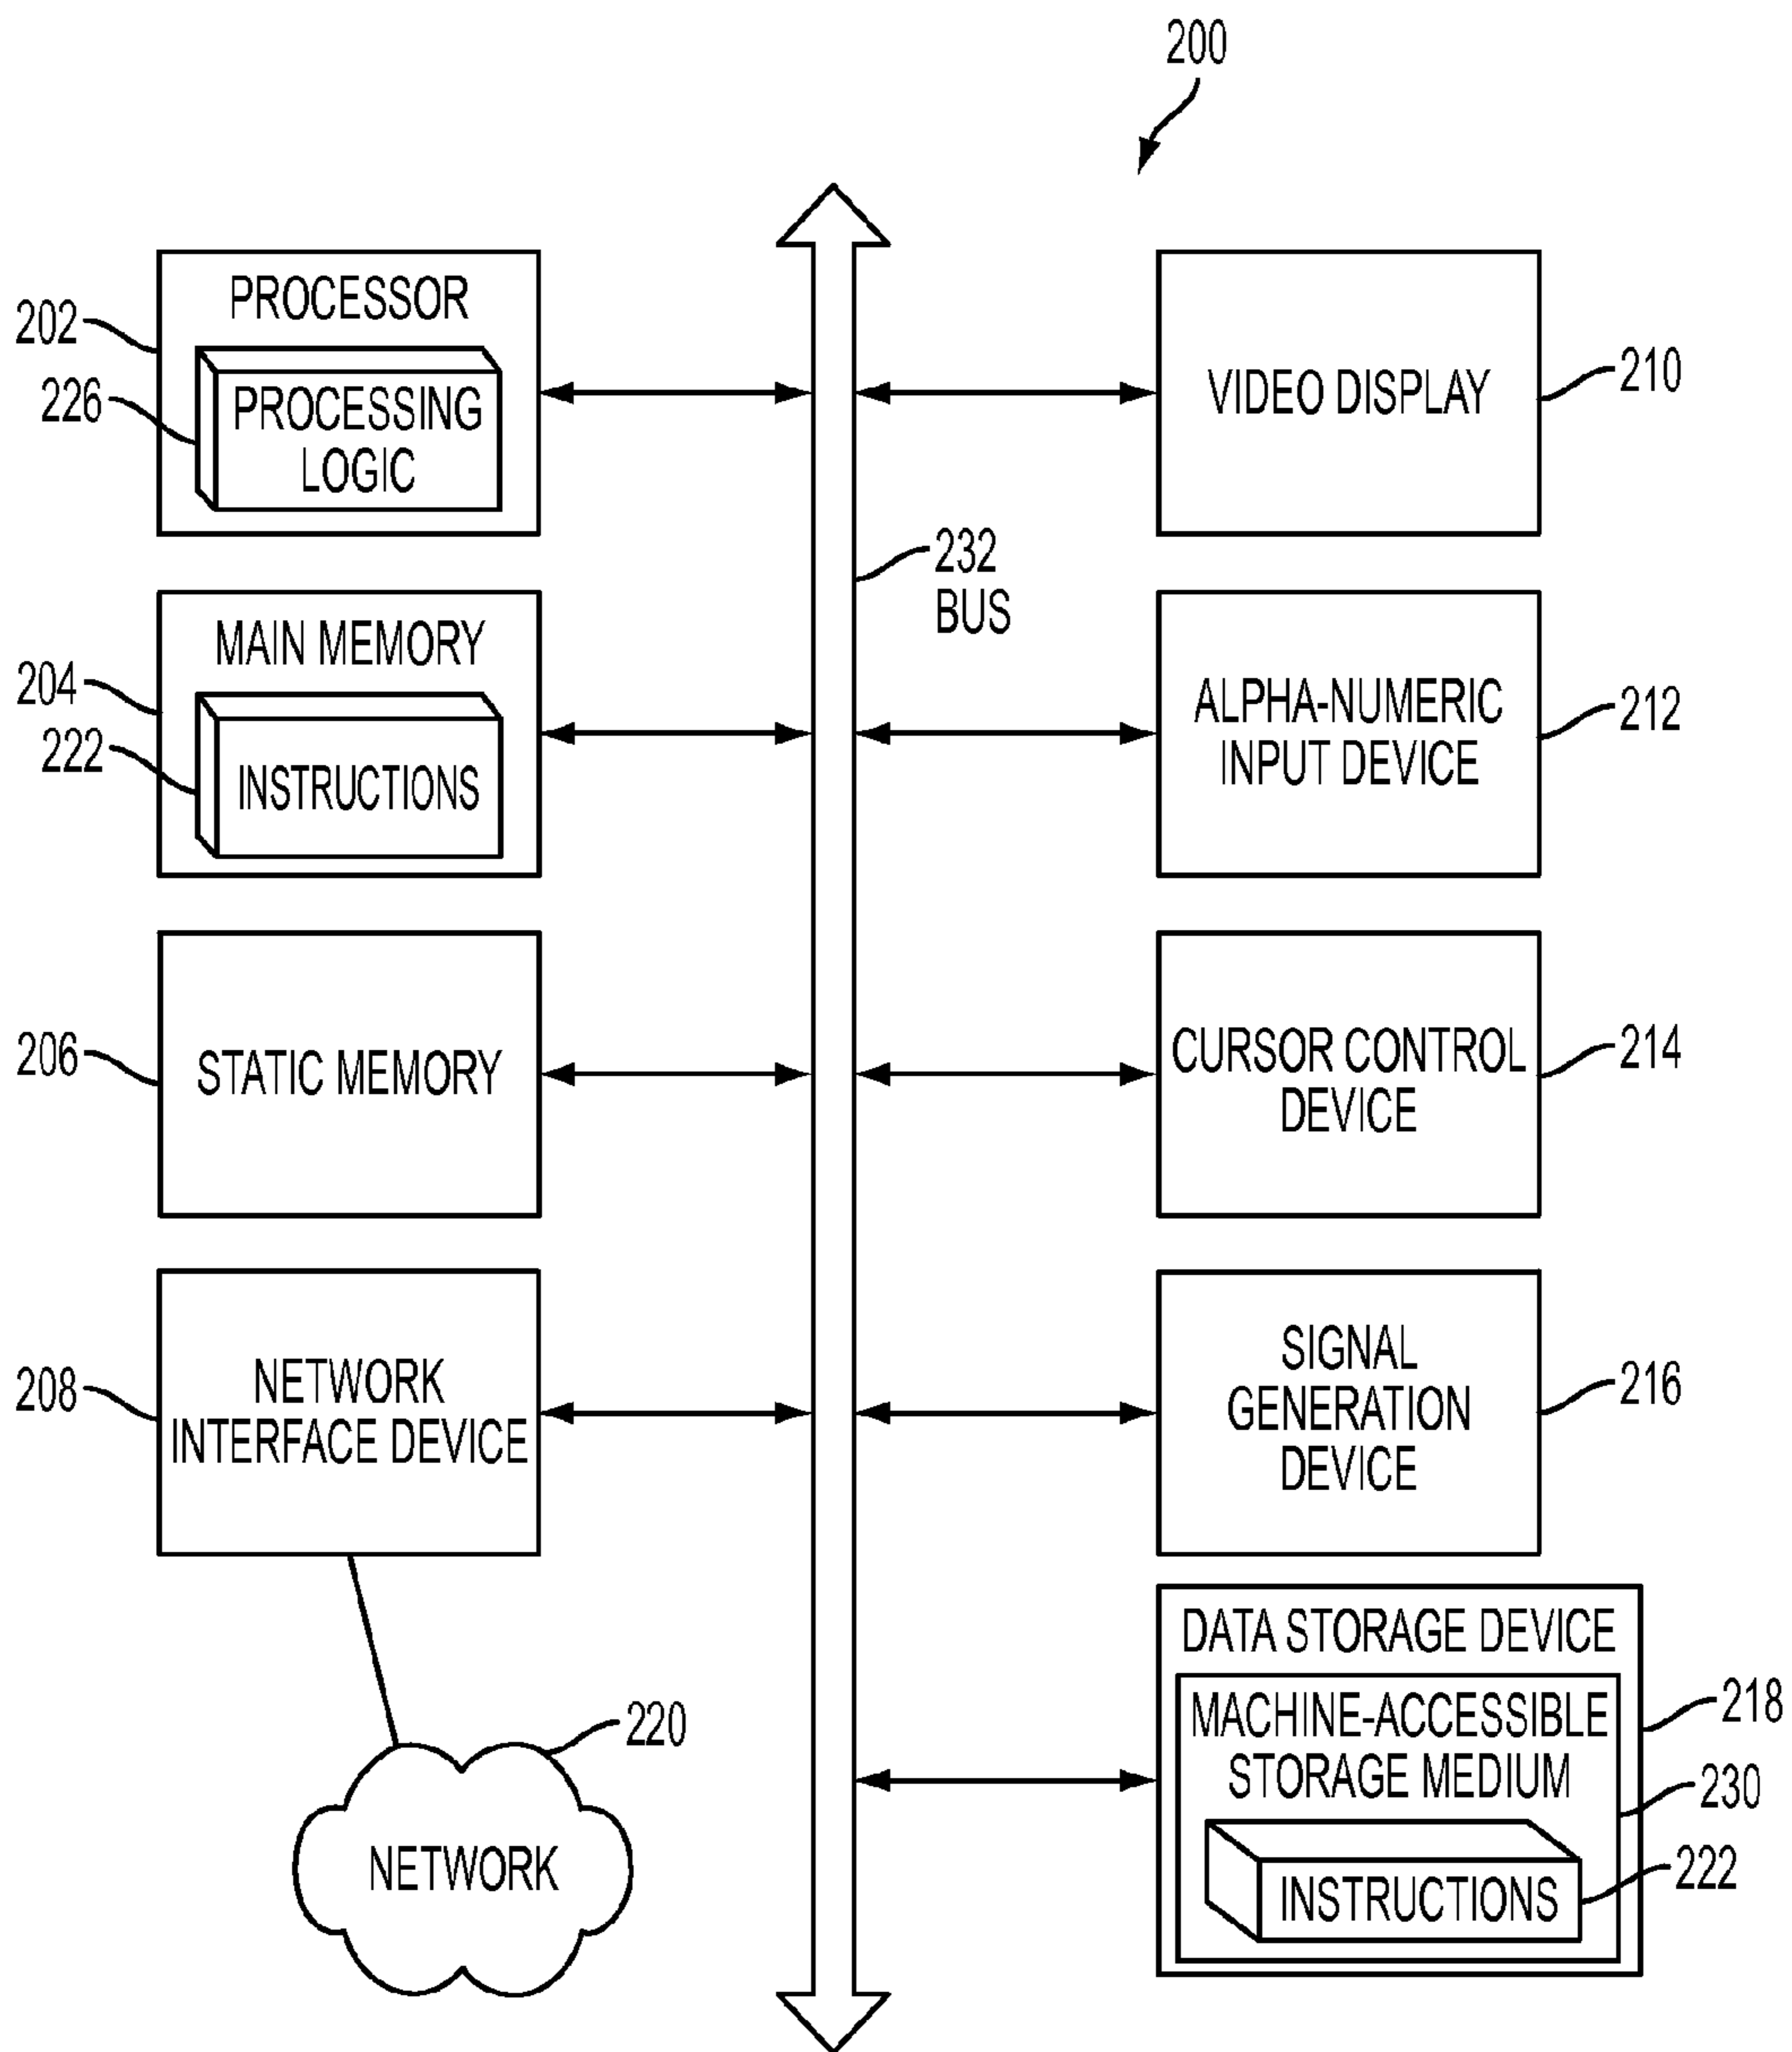 200
PROCESSOR
202
226
PROCESSING
LOGIC
VIDEO DISPLAY
210
232
BUS
MAIN MEMORY
204
222
INSTRUCTIONS
ALPHA-NUMERIC
INPUT DEVICE
212
206
STATIC MEMORY
CURSOR CONTROL
DEVICE
214
208
NETWORK
INTERFACE DEVICE
SIGNAL
GENERATION
DEVICE
216
220
NETWORK
DATA STORAGE DEVICE
MACHINE-ACCESSIBLE
STORAGE MEDIUM
218
230
INSTRUCTIONS
222